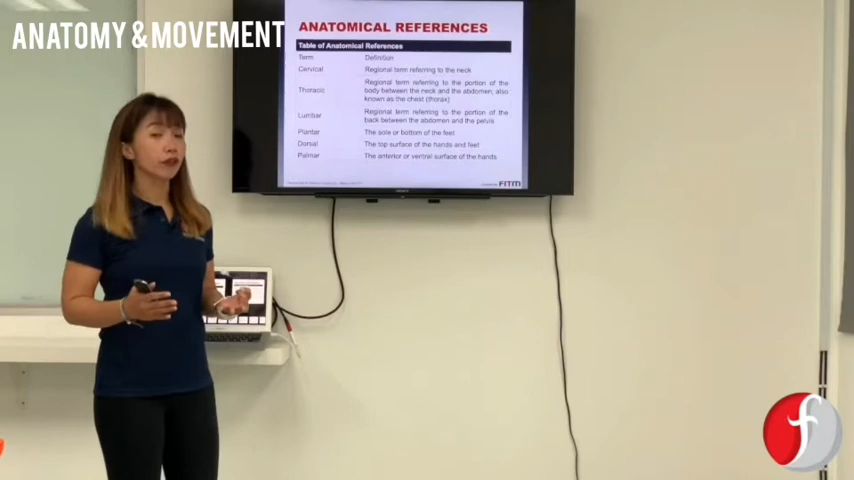 ANATOMY & MOVEMENT
ANATOMICAL REFERENCES
Table of Anatomical References
Term Definition
Cervical Regional term referring to the neck
Thoracic Regional term referring to the portion of the
body between the neck and the abdomen; also
known as the chest (thorax)
Lumbar Regional term referring to the portion of the
back between the abdomen and the pelvis
Plantar The sole or bottom of the feet
Dorsal The top surface of the hands and feet
Palmar The anterior or ventral surface of the hands
FITM
f